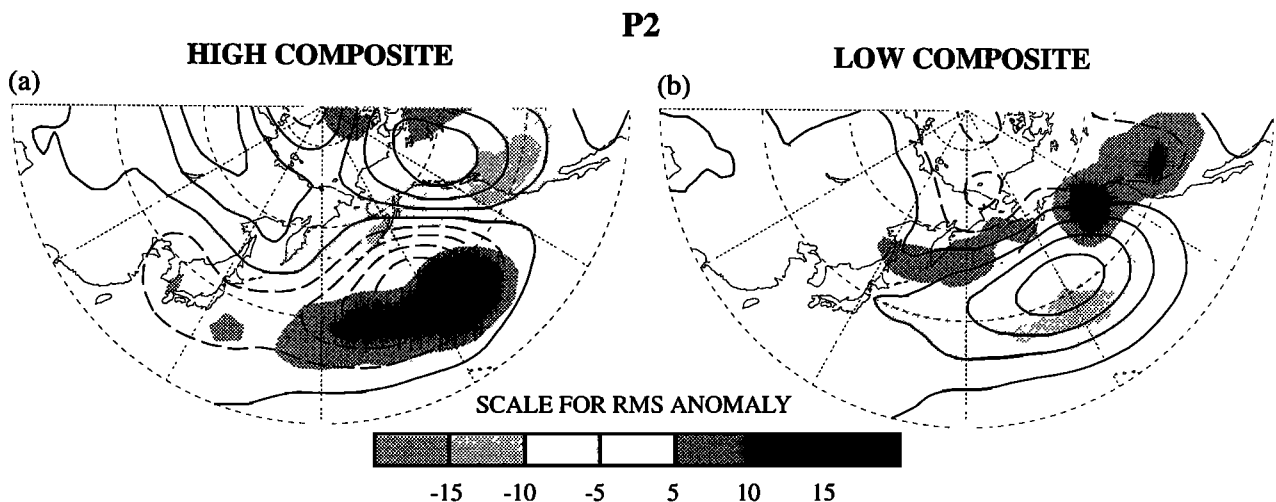 P2
HIGH COMPOSITE
LOW COMPOSITE
(a)
(b)
SCALE FOR RMS ANOMALY
-15 -10 -5 5 10 15